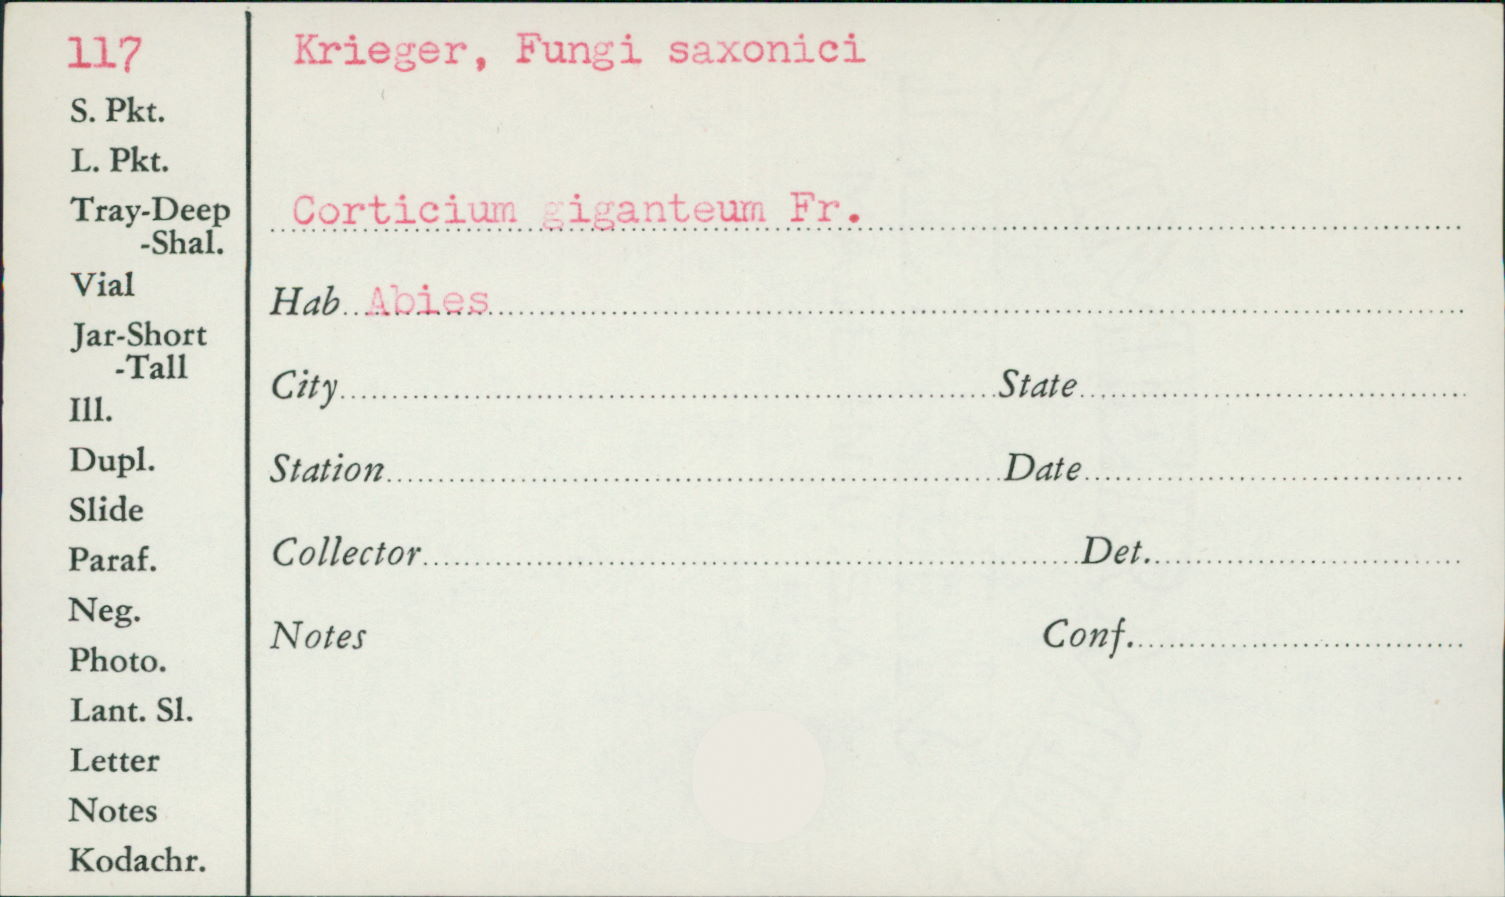 117
S. Pkt.
L. Pkt.
Tray-Deep
-Shal.
Vial
Jar-Short
-Tall
Ill.
Dupl.
Slide
Paraf.
Neg.
Photo.
Lant. Sl.
Letter
Notes
Kodachr.
Krieger, Fungi saxonici
Corticium giganteum Fr.
Hab. Abies
City State
Station Date
Collector Det.
Notes Conf.